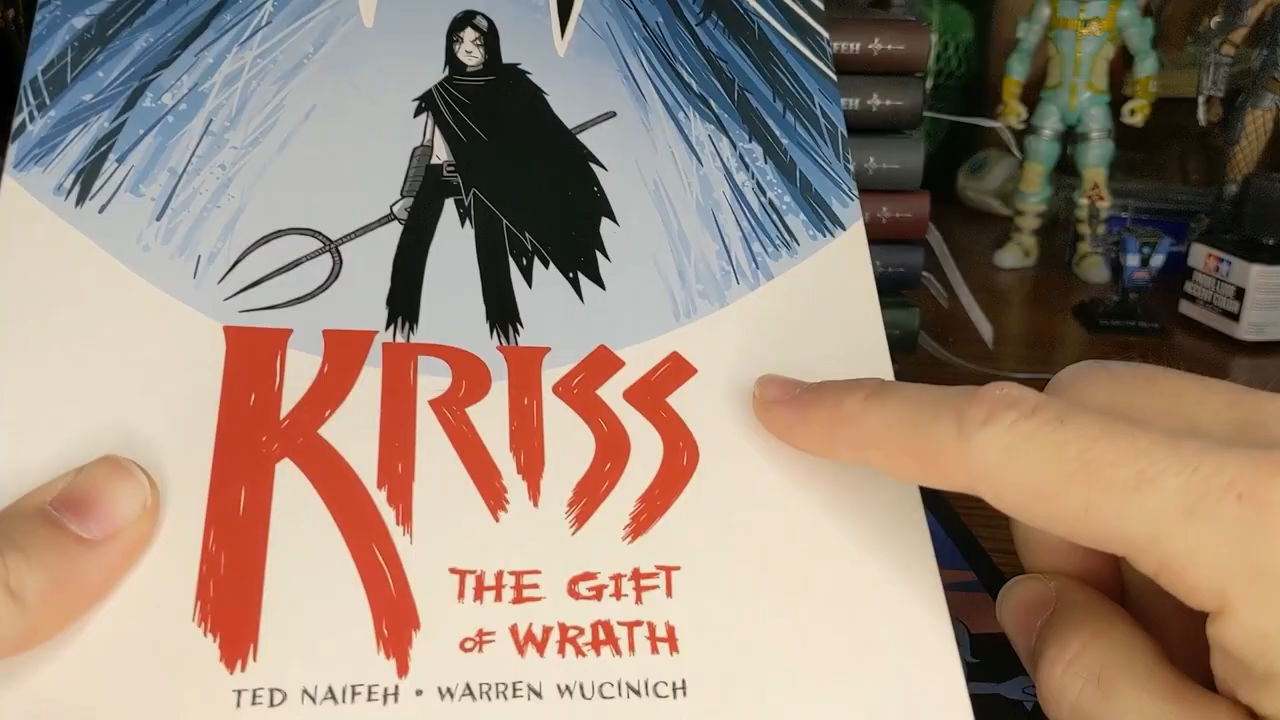 KRISS
THE GIFT
OF WRATH
TED NAIFEH • WARREN WUCINICH